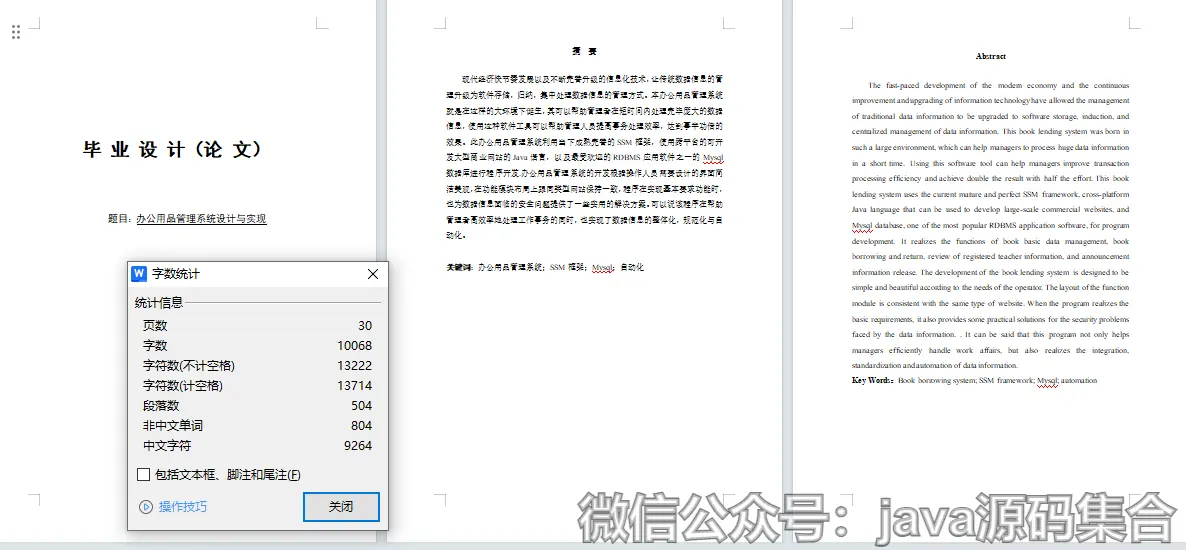 毕 业 设 计（论 文）
题目：办公用品管理系统设计与实现
字数统计
统计信息
页数 30
字数 10068
字符数(不计空格) 13222
字符数(计空格) 13714
段落数 504
非中文单词 804
中文字符 9264
包括文本框、脚注和尾注(F)
操作技巧
关闭
摘 要
现代经济快节奏发展以及不断完善升级的信息化技术，让传统数据信息的管
理升级为软件存储，归纳，集中处理数据信息的管理方式。本办公用品管理系统
就是在这样的大环境下诞生，其可以帮助管理者在短时间内处理完毕庞大的数据
信息，使用这种软件工具可以帮助管理人员提高事务处理效率，达到事半功倍的
效果。此办公用品管理系统利用当下成熟完善的 SSM 框架，使用跨平台的可开
发大型商业网站的 Java 语言，以及最受欢迎的 RDBMS 应用软件之一的 Mysql
数据库进行程序开发.办公用品管理系统的开发根据操作人员需要设计的界面简
洁美观，在功能模块布局上跟同类型网站保持一致，程序在实现基本要求功能时，
也为数据信息面临的安全问题提供了一些实用的解决方案。可以说该程序在帮助
管理者高效率地处理工作事务的同时，也实现了数据信息的整体化，规范化与自
动化。
关键词：办公用品管理系统；SSM 框架；Mysql；自动化
Abstract
The fast-paced development of the modern economy and the continuous
improvement and upgrading of information technology have allowed the management
of traditional data information to be upgraded to software storage, induction, and
centralized management of data information. This book lending system was born in
such a large environment, which can help managers to process huge data information
in a short time. Using this software tool can help managers improve transaction
processing efficiency and achieve double the result with half the effort. This book
lending system uses the current mature and perfect SSM framework, cross-platform
Java language that can be used to develop large-scale commercial websites, and
Mysql database, one of the most popular RDBMS application software, for program
development. It realizes the functions of book basic data management, book
borrowing and return, review of registered teacher information, and announcement
information release. The development of the book lending system is designed to be
simple and beautiful according to the needs of the operator. The layout of the function
module is consistent with the same type of website. When the program realizes the
basic requirements, it also provides some practical solutions for the security problems
faced by the data information. . It can be said that this program not only helps
managers efficiently handle work affairs, but also realizes the integration,
standardization and automation of data information.
Key Words：Book borrowing system; SSM framework; Mysql; automation
微信公众号：java源码集合